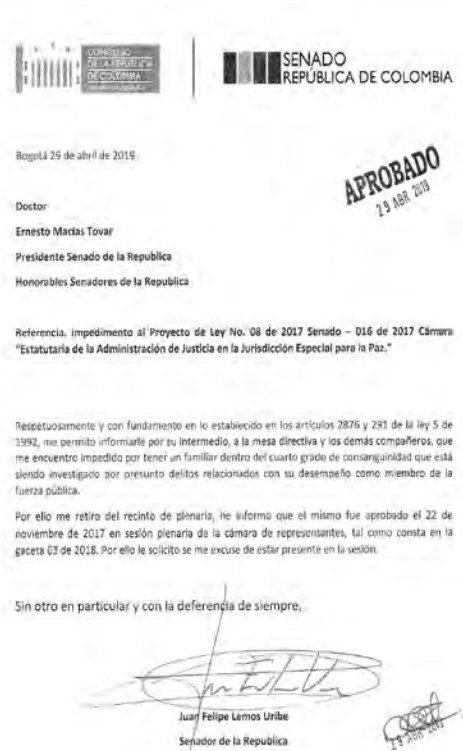 CONGRESO
DE LA REPÚBLICA
DE COLOMBIA
SENADO
REPÚBLICA DE COLOMBIA
Bogotá 29 de abril de 2019
APROBADO
29 ABR 2019
Doctor
Ernesto Macías Tovar
Presidente Senado de la Republica
Honorables Senadores de la Republica
Referencia. Impedimento al Proyecto de Ley No. 08 de 2017 Senado – 016 de 2017 Cámara
"Estatutaria de la Administración de Justicia en la Jurisdicción Especial para la Paz."
Respetuosamente y con fundamento en lo establecido en los artículos 2876 y 291 de la ley 5 de
1992, me permito informarle por su intermedio, a la mesa directiva y los demás compañeros, que
me encuentro impedido por tener un familiar dentro del cuarto grado de consanguinidad que está
siendo investigado por presunto delitos relacionados con su desempeño como miembro de la
fuerza pública.
Por ello me retiro del recinto de plenaria, he informo que el mismo fue aprobado el 22 de
noviembre de 2017 en sesión plenaria de la cámara de representantes, tal como consta en la
gaceta 63 de 2018. Por ello le solicito se me excuse de estar presente en la sesión.
Sin otro en particular y con la deferencia de siempre,
Juan Felipe Lemos Uribe
Senador de la Republica
29 ABR 2019